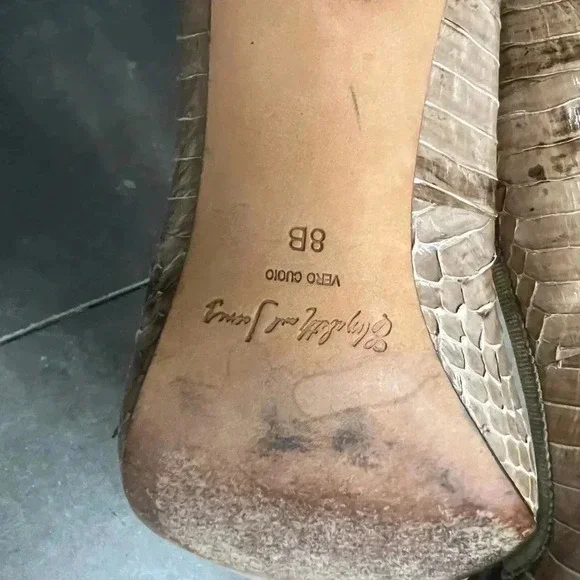 Elizabeth and James
VERO CUOIO
8B